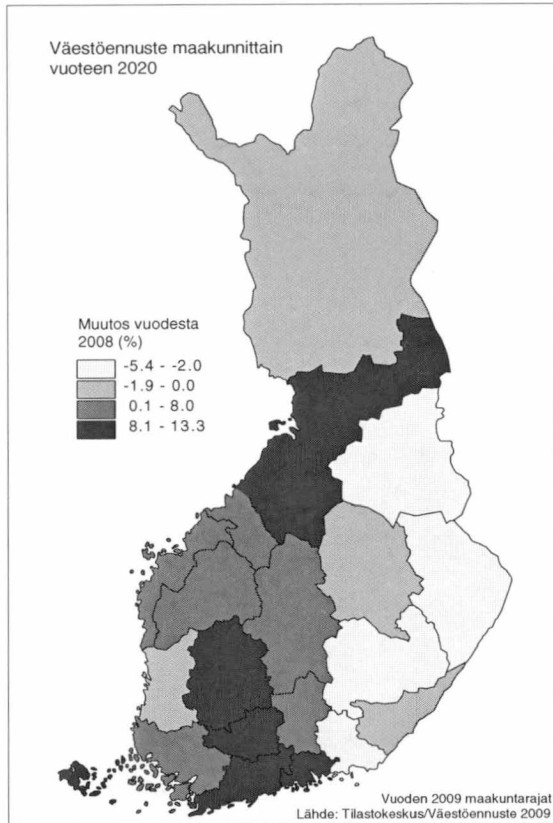 Väestöennuste maakunnittain
vuoteen 2020
Muutos vuodesta
2008 (%)
-5.4 - -2.0
-1.9 - 0.0
0.1 - 8.0
8.1 - 13.3
Vuoden 2009 maakuntarajat
Lähde: Tilastokeskus/Väestöennuste 2009